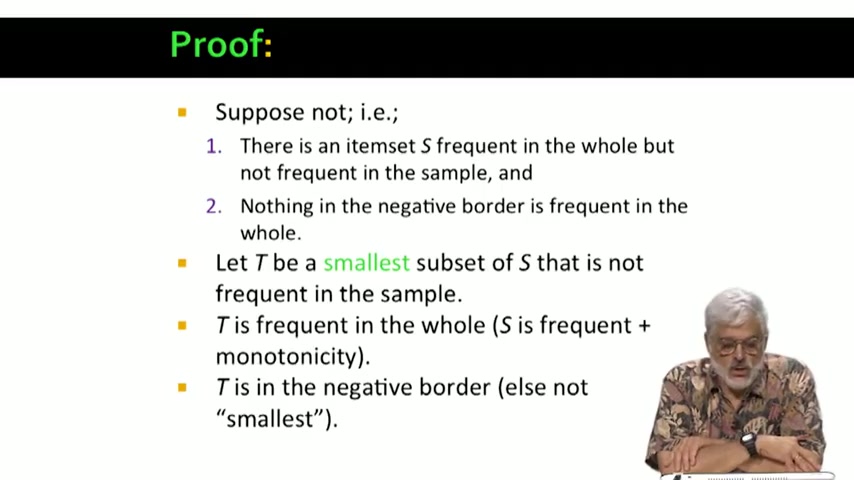 Proof:
Suppose not; i.e.;
1. There is an itemset S frequent in the whole but
not frequent in the sample, and
2. Nothing in the negative border is frequent in the
whole.
Let T be a smallest subset of S that is not
frequent in the sample.
T is frequent in the whole (S is frequent +
monotonicity).
T is in the negative border (else not
“smallest”).